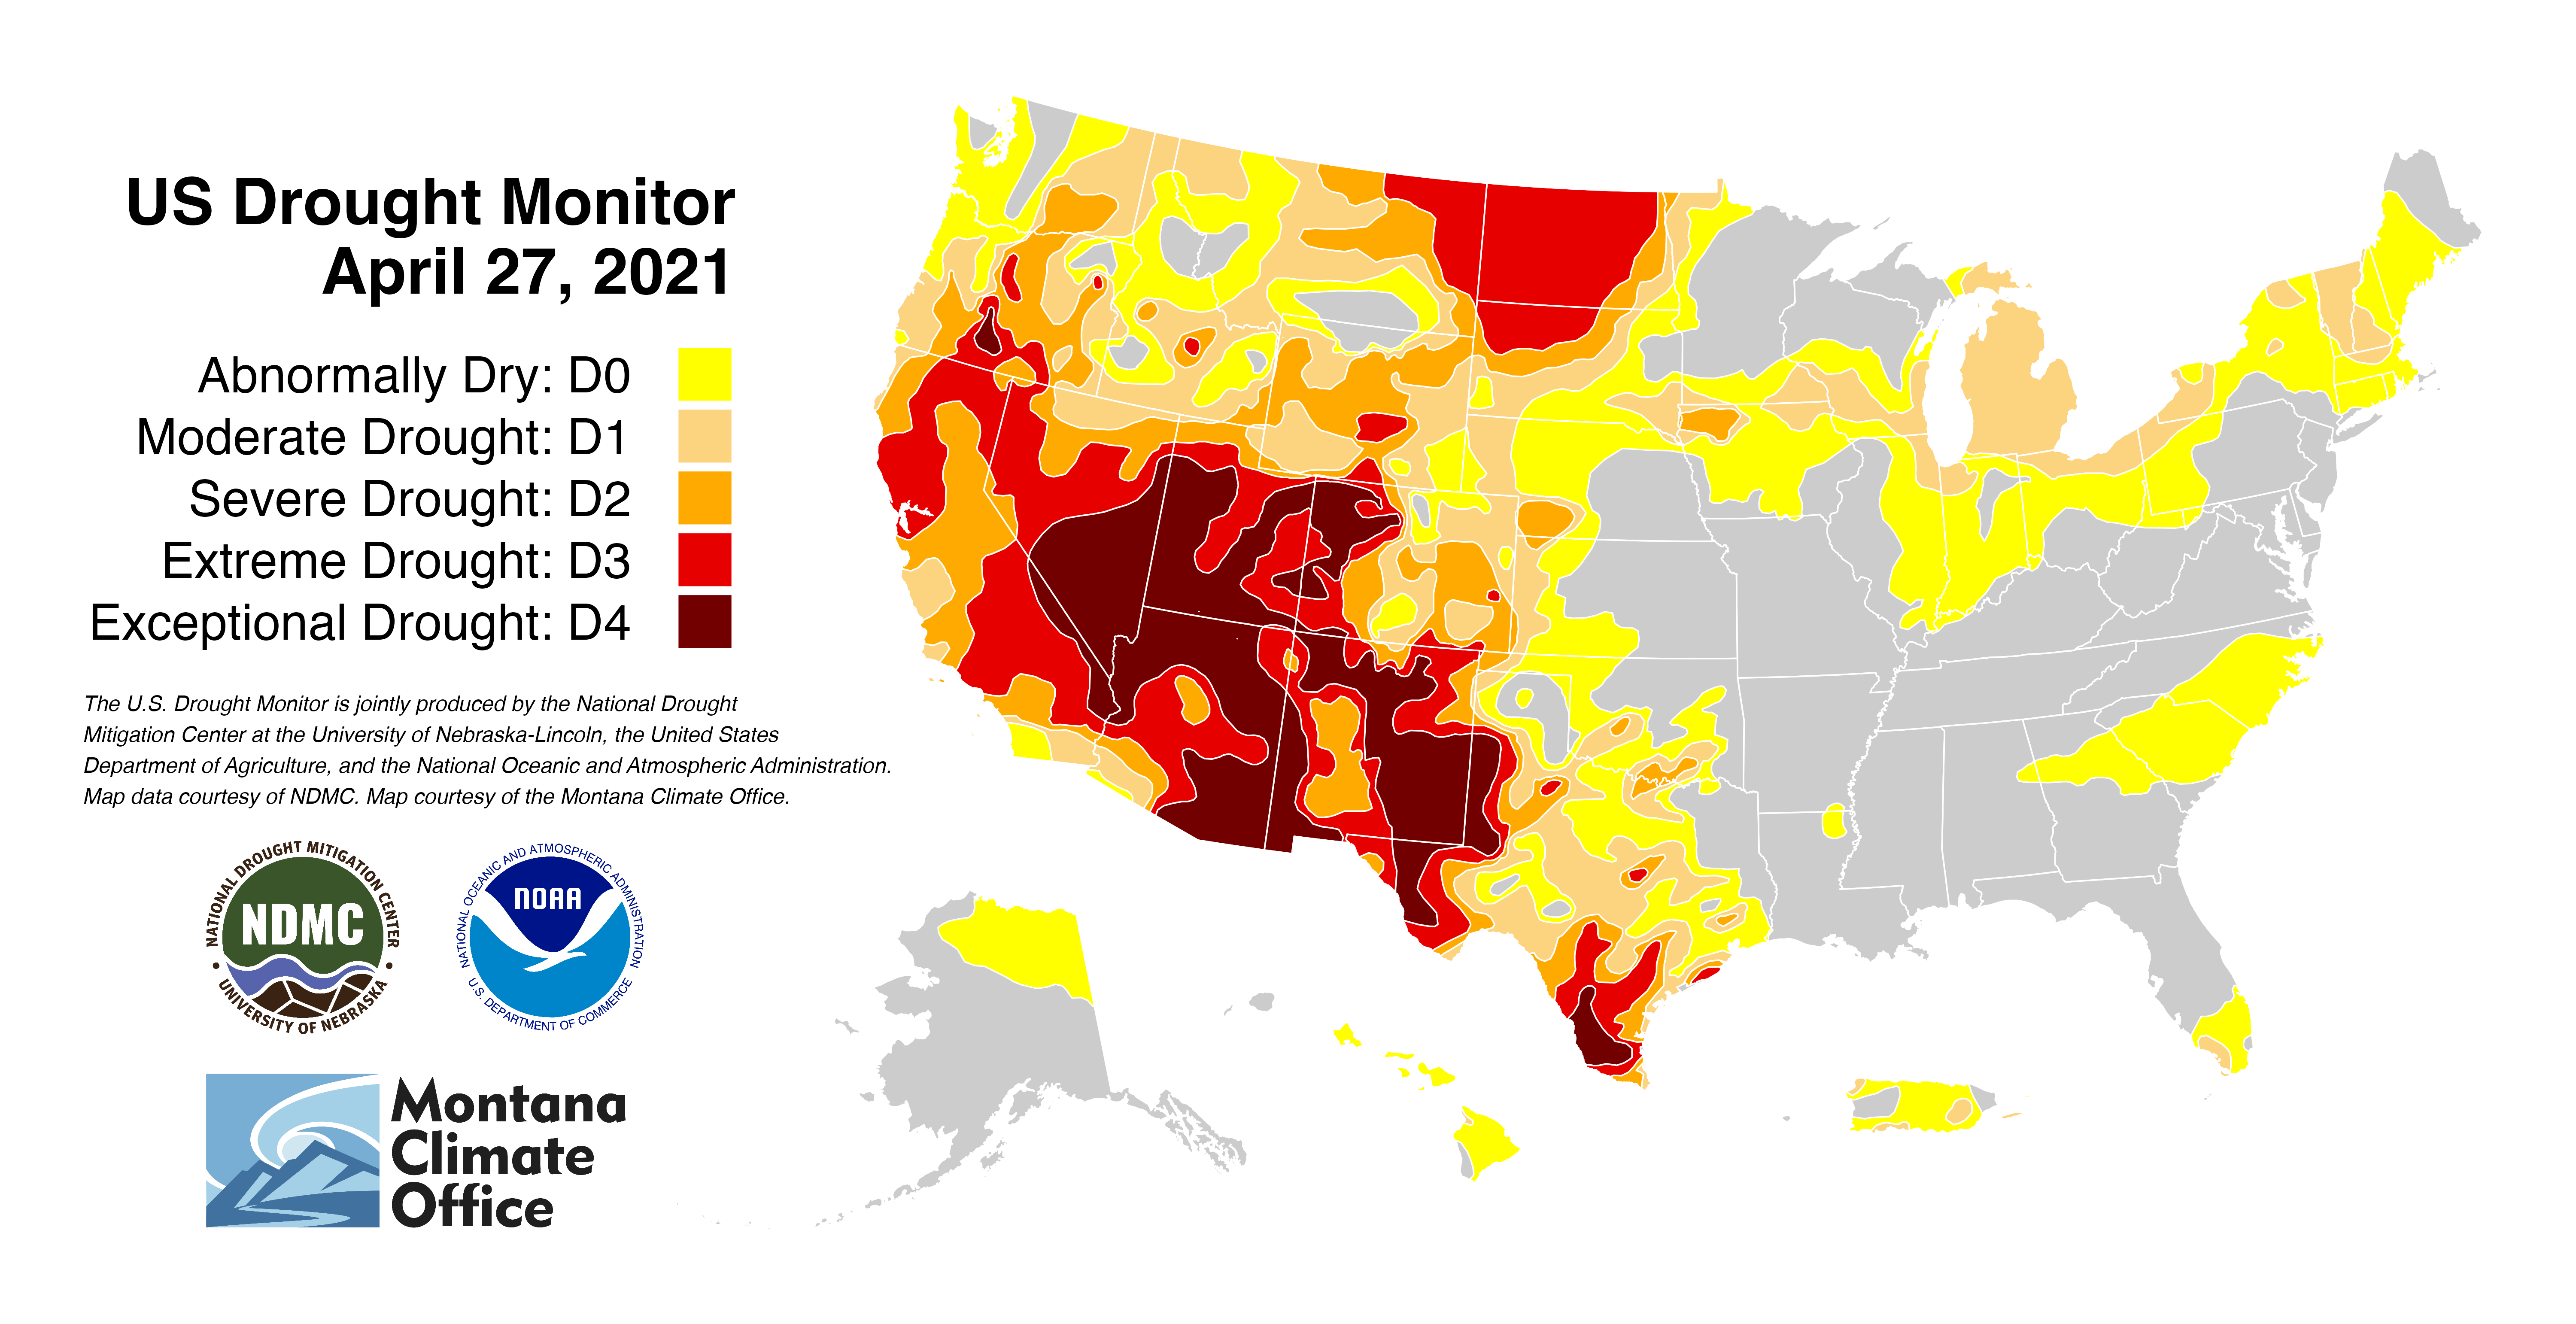 US Drought Monitor
April 27, 2021
Abnormally Dry: D0
Moderate Drought: D1
Severe Drought: D2
Extreme Drought: D3
Exceptional Drought: D4
The U.S. Drought Monitor is jointly produced by the National Drought
Mitigation Center at the University of Nebraska-Lincoln, the United States
Department of Agriculture, and the National Oceanic and Atmospheric Administration.
Map data courtesy of NDMC. Map courtesy of the Montana Climate Office.
NATIONAL DROUGHT MITIGATION CENTER
NDMC
• UNIVERSITY OF NEBRASKA •
NATIONAL OCEANIC AND ATMOSPHERIC ADMINISTRATION
NOAA
U.S. DEPARTMENT OF COMMERCE
Montana
Climate
Office